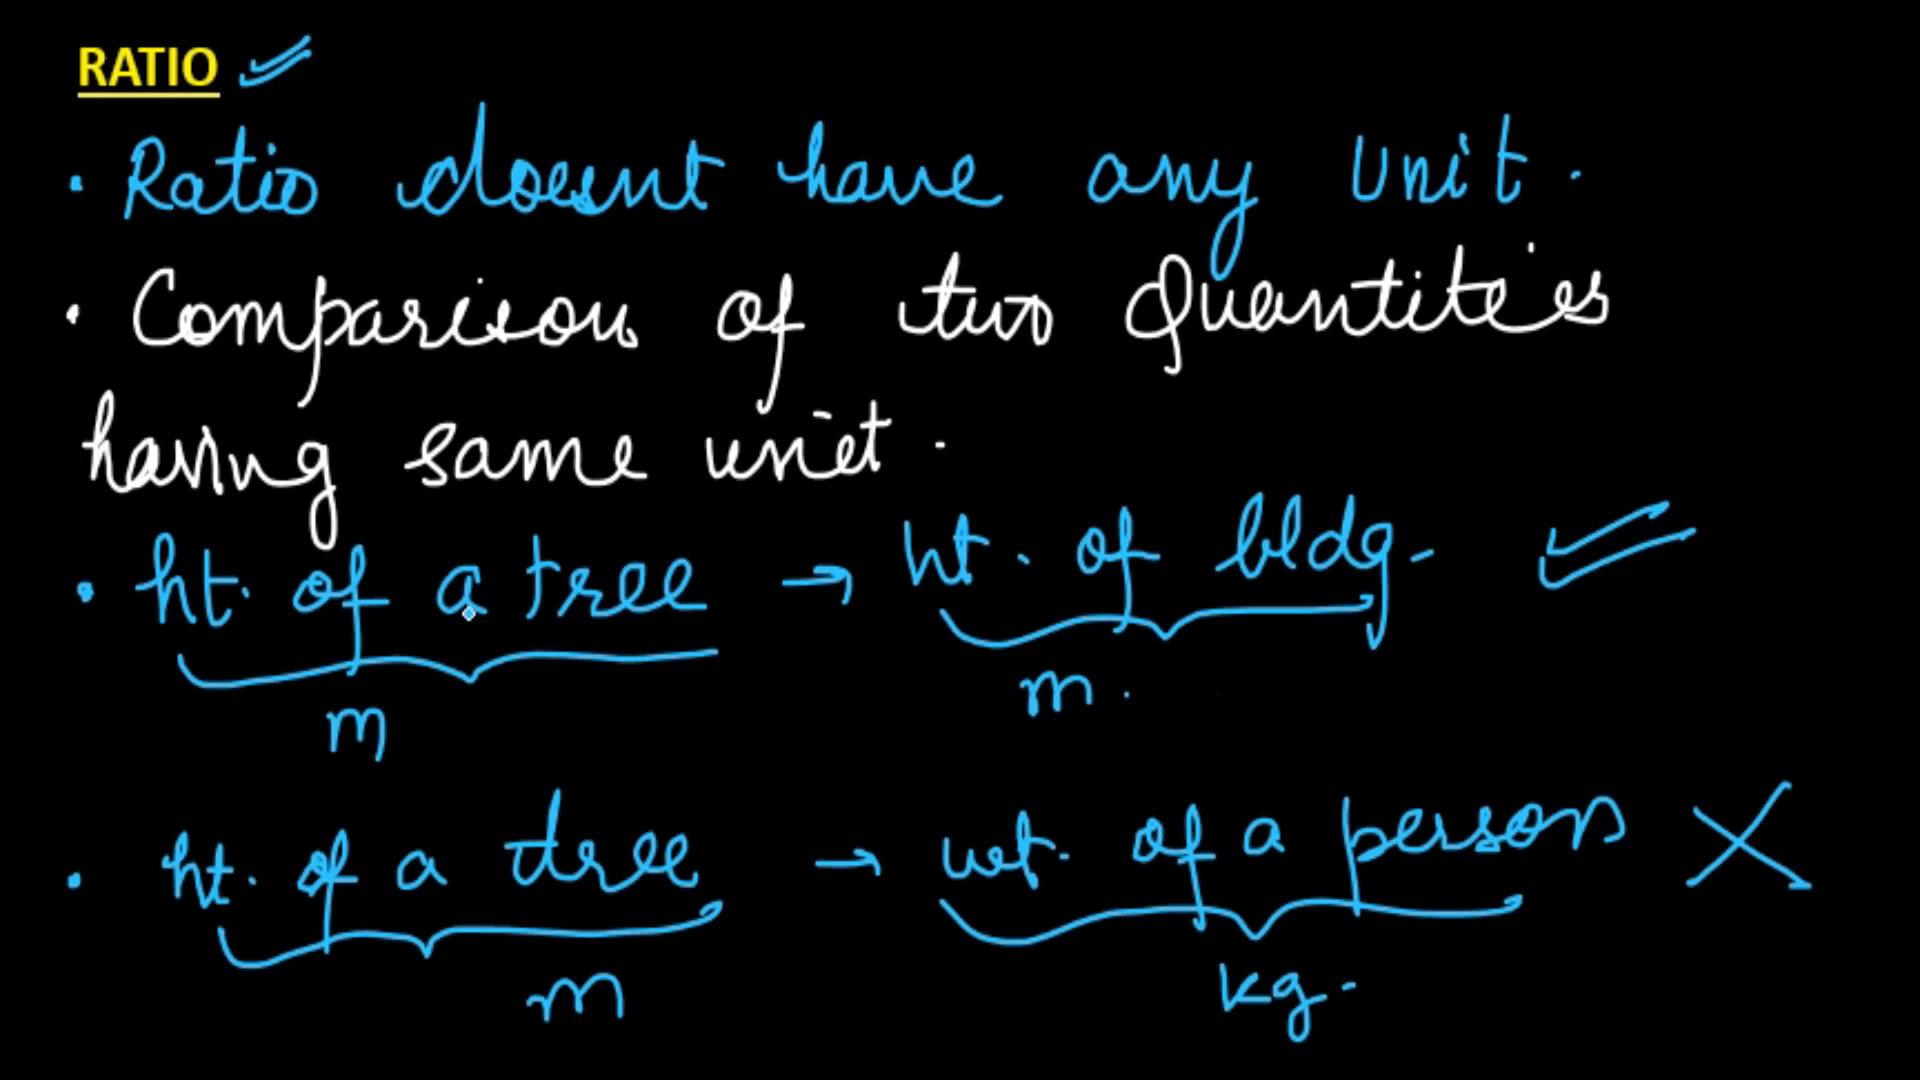 RATIO
• Ratio doesnt have any Unit.
• Comparison of two Quantities
having same unit.
• ht. of a tree → ht. of bldg.
m m.
• ht. of a tree → wt. of a person
m kg.